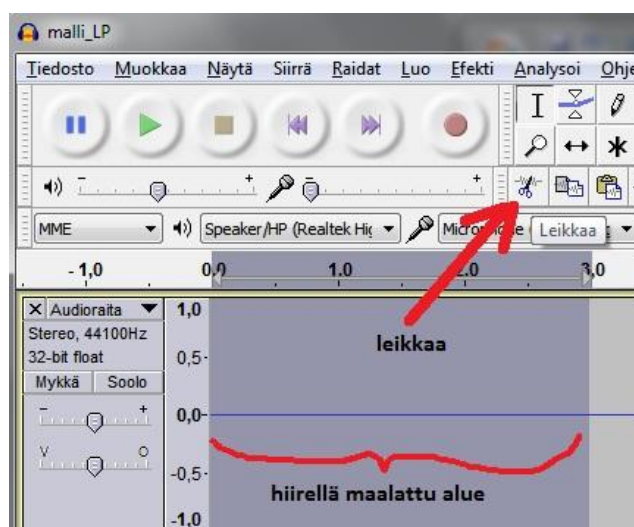 malli_LP
Tiedosto Muokkaa Näytä Siirrä Raidat Luo Efekti Analysoi Ohje
MME Speaker/HP (Realtek Hig
Leikkaa
- 1,0 0,0 1.0 2.0 3,0
Audioraita
Stereo, 44100Hz
32-bit float
Mykkä Soolo
- +
V O
1,0
0,5
0,0
-0,5
-1,0
leikkaa
hiirellä maalattu alue